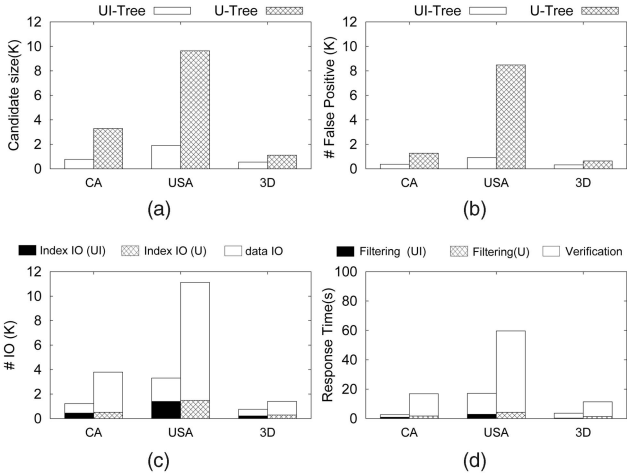 UI-Tree U-Tree
Candidate size(K)
12
10
8
6
4
2
0
CA USA 3D
(a)
UI-Tree U-Tree
# False Positive (K)
12
10
8
6
4
2
0
CA USA 3D
(b)
Index IO (UI) Index IO (U) data IO
# IO (K)
12
10
8
6
4
2
0
CA USA 3D
(c)
Filtering (UI) Filtering(U) Verification
Response Time(s)
100
80
60
40
20
0
CA USA 3D
(d)